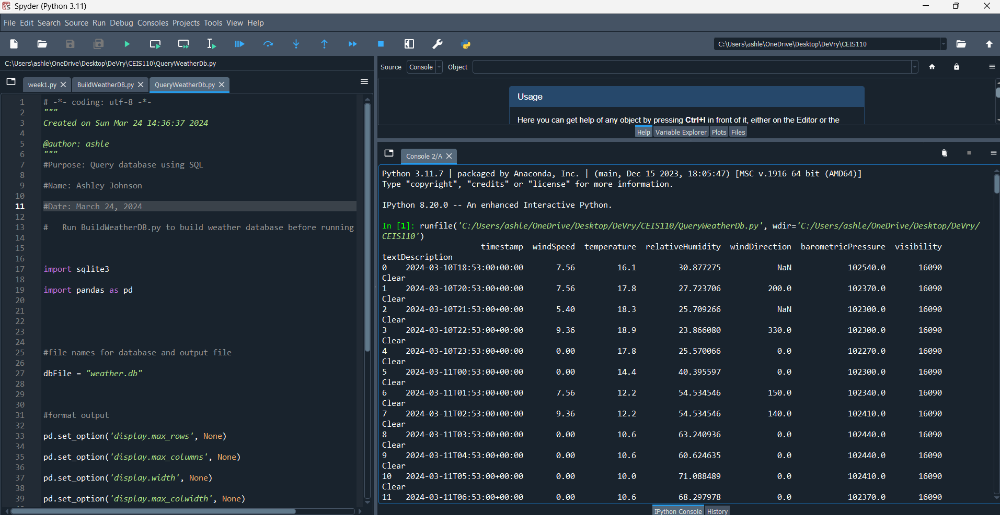 Spyder (Python 3.11)
File Edit Search Source Run Debug Consoles Projects Tools View Help
C:\Users\ashle\OneDrive\Desktop\DeVry\CEIS110
C:\Users\ashle\OneDrive\Desktop\DeVry\CEIS110\QueryWeatherDb.py
week1.py BuildWeatherDB.py QueryWeatherDb.py
1 # -*- coding: utf-8 -*-
2 """
3 Created on Sun Mar 24 14:36:37 2024
4
5 @author: ashle
6 """
7 #Purpose: Query database using SQL
8
9 #Name: Ashley Johnson
10
11 #Date: March 24, 2024
12
13 #   Run BuildWeatherDB.py to build weather database before running
14
15
16
17 import sqlite3
18
19 import pandas as pd
20
21
22
23
24
25 #file names for database and output file
26
27 dbFile = "weather.db"
28
29
30
31 #format output
32
33 pd.set_option('display.max_rows', None)
34
35 pd.set_option('display.max_columns', None)
36
37 pd.set_option('display.width', None)
38
39 pd.set_option('display.max_colwidth', None)
Source Console Object
Usage
Here you can get help of any object by pressing Ctrl+I in front of it, either on the Editor or the
Help Variable Explorer Plots Files
Console 2/A
Python 3.11.7 | packaged by Anaconda, Inc. | (main, Dec 15 2023, 18:05:47) [MSC v.1916 64 bit (AMD64)]
Type "copyright", "credits" or "license" for more information.
IPython 8.20.0 -- An enhanced Interactive Python.
In [1]: runfile('C:/Users/ashle/OneDrive/Desktop/DeVry/CEIS110/QueryWeatherDb.py', wdir='C:/Users/ashle/OneDrive/Desktop/DeVry/
CEIS110')
timestamp windSpeed temperature relativeHumidity windDirection barometricPressure visibility
textDescription
0 2024-03-10T18:53:00+00:00 7.56 16.1 30.877275 NaN 102540.0 16090
Clear
1 2024-03-10T20:53:00+00:00 7.56 17.8 27.723706 200.0 102370.0 16090
Clear
2 2024-03-10T21:53:00+00:00 5.40 18.3 25.709266 NaN 102300.0 16090
Clear
3 2024-03-10T22:53:00+00:00 9.36 18.9 23.866080 330.0 102300.0 16090
Clear
4 2024-03-10T23:53:00+00:00 0.00 17.8 25.570066 0.0 102270.0 16090
Clear
5 2024-03-11T00:53:00+00:00 0.00 14.4 40.395597 0.0 102300.0 16090
Clear
6 2024-03-11T01:53:00+00:00 7.56 12.2 54.534546 150.0 102340.0 16090
Clear
7 2024-03-11T02:53:00+00:00 9.36 12.2 54.534546 140.0 102410.0 16090
Clear
8 2024-03-11T03:53:00+00:00 0.00 10.6 63.240936 0.0 102440.0 16090
Clear
9 2024-03-11T04:53:00+00:00 0.00 10.6 60.624635 0.0 102440.0 16090
Clear
10 2024-03-11T05:53:00+00:00 0.00 10.0 71.088489 0.0 102410.0 16090
Clear
11 2024-03-11T06:53:00+00:00 0.00 10.6 68.297978 0.0 102370.0 16090
IPython Console History